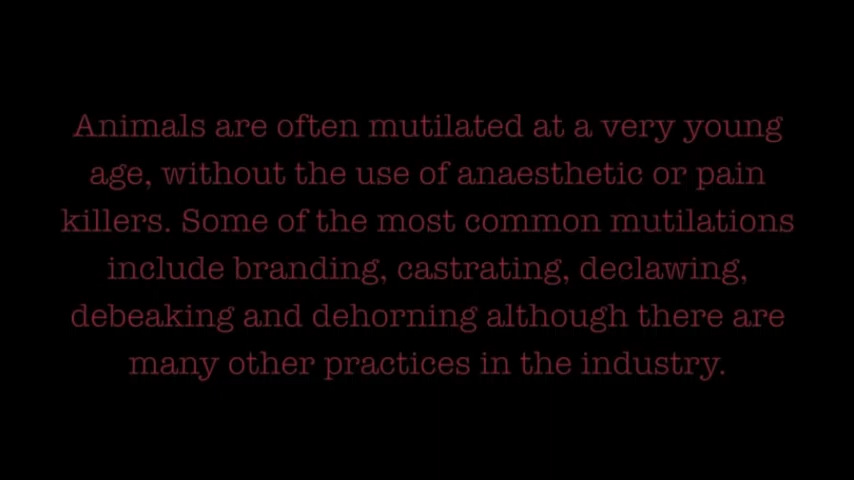 Animals are often mutilated at a very young
age, without the use of anaesthetic or pain
killers. Some of the most common mutilations
include branding, castrating, declawing,
debeaking and dehorning although there are
many other practices in the industry.